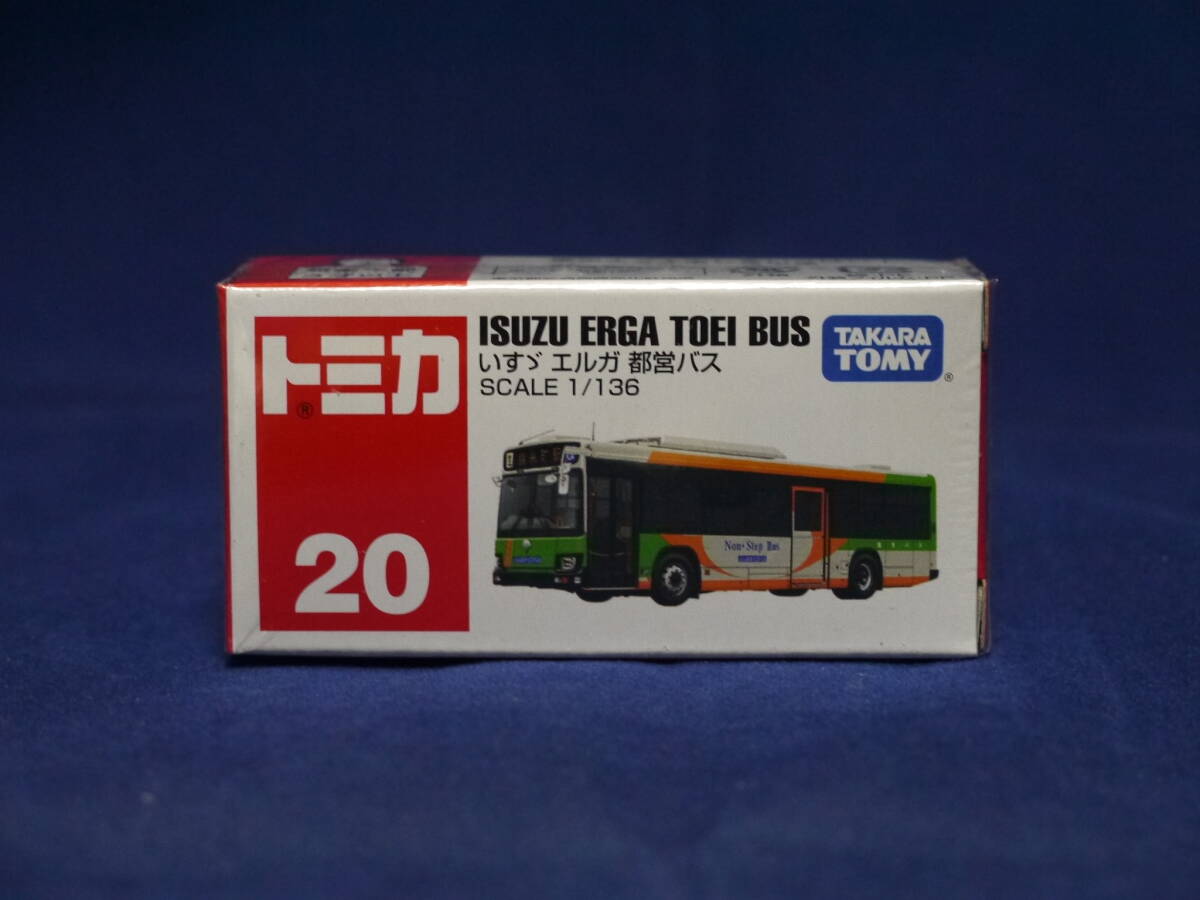 トミカ
®
20
ISUZU ERGA TOEI BUS
いすゞ エルガ 都営バス
SCALE 1/136
TAKARA
TOMY
®
Non-Step Bus